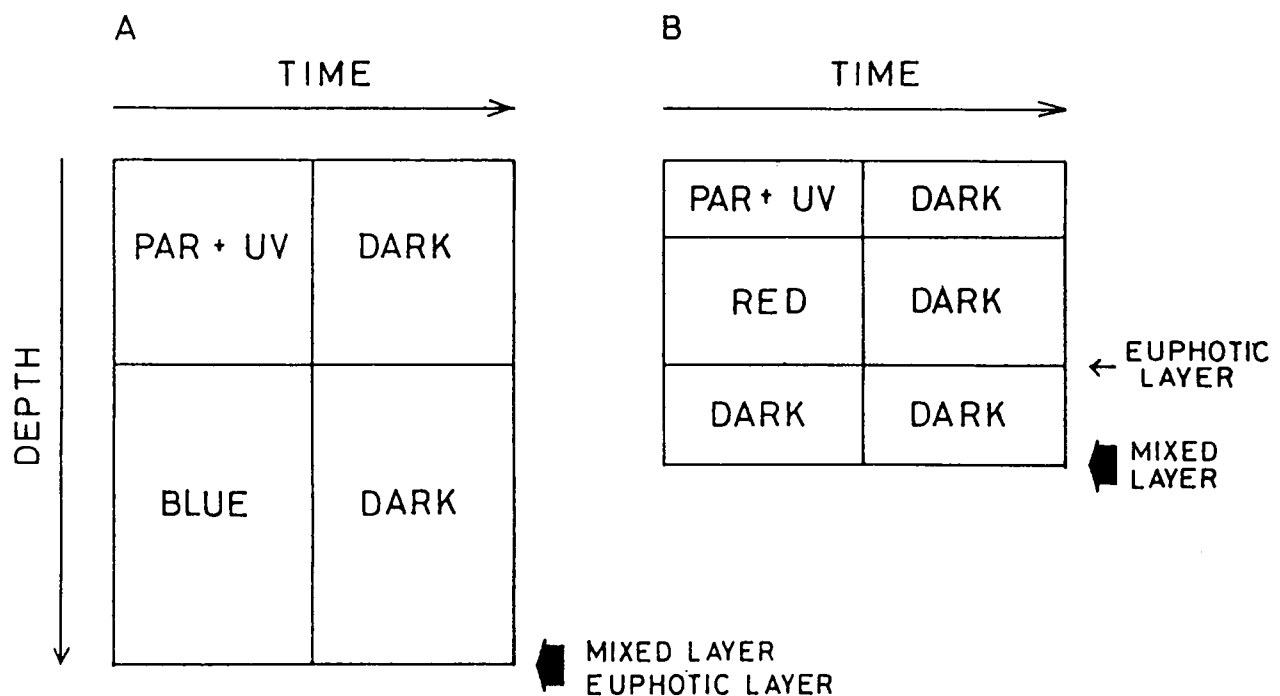 A
TIME
DEPTH
PAR + UV
DARK
BLUE
DARK
MIXED LAYER
EUPHOTIC LAYER
B
TIME
PAR + UV
DARK
RED
DARK
DARK
DARK
EUPHOTIC
LAYER
MIXED
LAYER